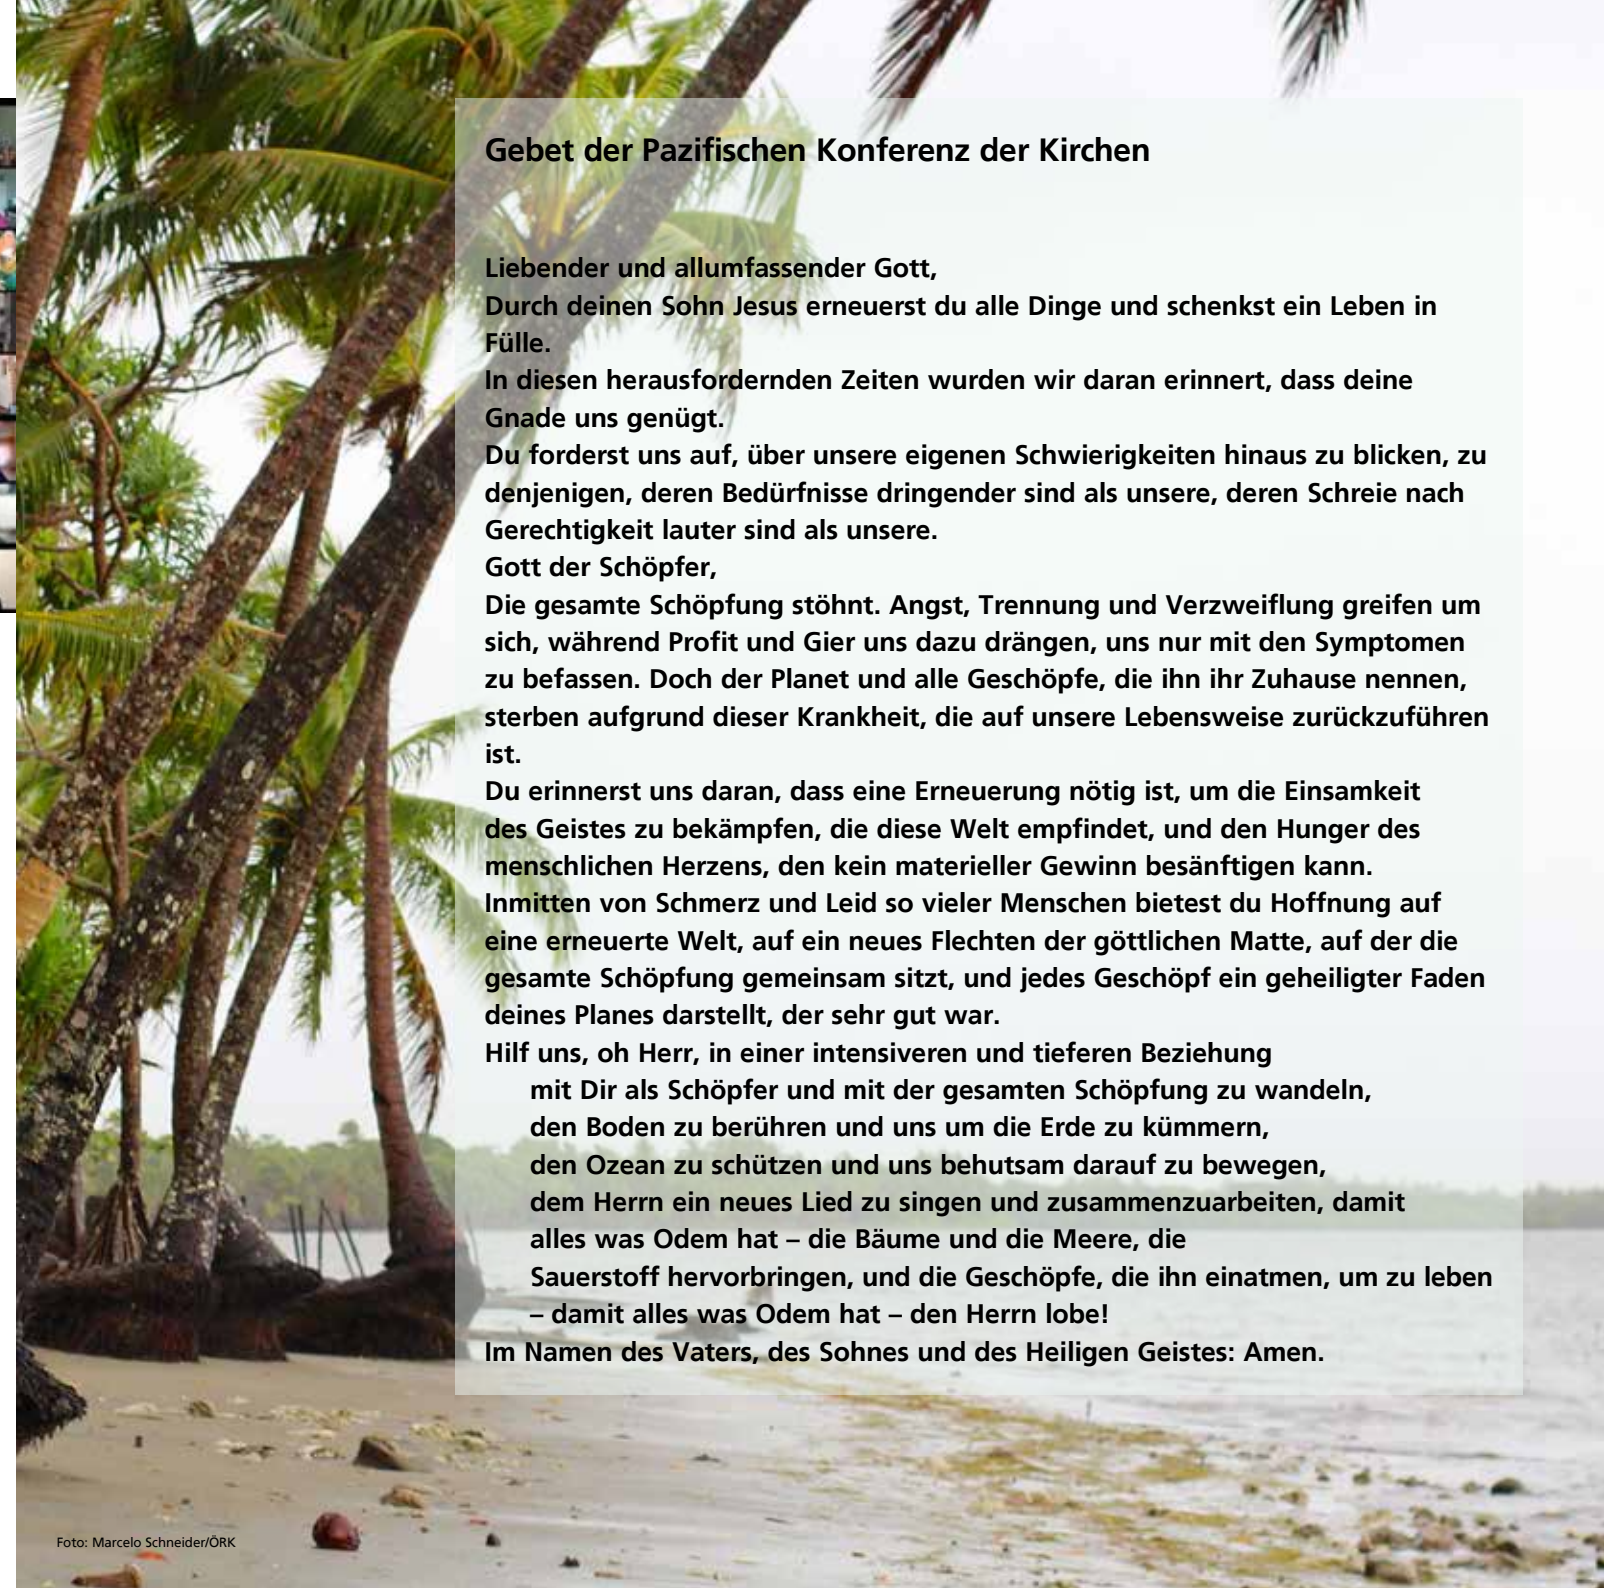 Gebet der Pazifischen Konferenz der Kirchen
Liebender und allumfassender Gott,
Durch deinen Sohn Jesus erneuerst du alle Dinge und schenkst ein Leben in
Fülle.
In diesen herausfordernden Zeiten wurden wir daran erinnert, dass deine
Gnade uns genügt.
Du forderst uns auf, über unsere eigenen Schwierigkeiten hinaus zu blicken, zu
denjenigen, deren Bedürfnisse dringender sind als unsere, deren Schreie nach
Gerechtigkeit lauter sind als unsere.
Gott der Schöpfer,
Die gesamte Schöpfung stöhnt. Angst, Trennung und Verzweiflung greifen um
sich, während Profit und Gier uns dazu drängen, uns nur mit den Symptomen
zu befassen. Doch der Planet und alle Geschöpfe, die ihn ihr Zuhause nennen,
sterben aufgrund dieser Krankheit, die auf unsere Lebensweise zurückzuführen
ist.
Du erinnerst uns daran, dass eine Erneuerung nötig ist, um die Einsamkeit
des Geistes zu bekämpfen, die diese Welt empfindet, und den Hunger des
menschlichen Herzens, den kein materieller Gewinn besänftigen kann.
Inmitten von Schmerz und Leid so vieler Menschen bietest du Hoffnung auf
eine erneuerte Welt, auf ein neues Flechten der göttlichen Matte, auf der die
gesamte Schöpfung gemeinsam sitzt, und jedes Geschöpf ein geheiligter Faden
deines Planes darstellt, der sehr gut war.
Hilf uns, oh Herr, in einer intensiveren und tieferen Beziehung
mit Dir als Schöpfer und mit der gesamten Schöpfung zu wandeln,
den Boden zu berühren und uns um die Erde zu kümmern,
den Ozean zu schützen und uns behutsam darauf zu bewegen,
dem Herrn ein neues Lied zu singen und zusammenzuarbeiten, damit
alles was Odem hat – die Bäume und die Meere, die
Sauerstoff hervorbringen, und die Geschöpfe, die ihn einatmen, um zu leben
– damit alles was Odem hat – den Herrn lobe!
Im Namen des Vaters, des Sohnes und des Heiligen Geistes: Amen.
Foto: Marcelo Schneider/ÖRK